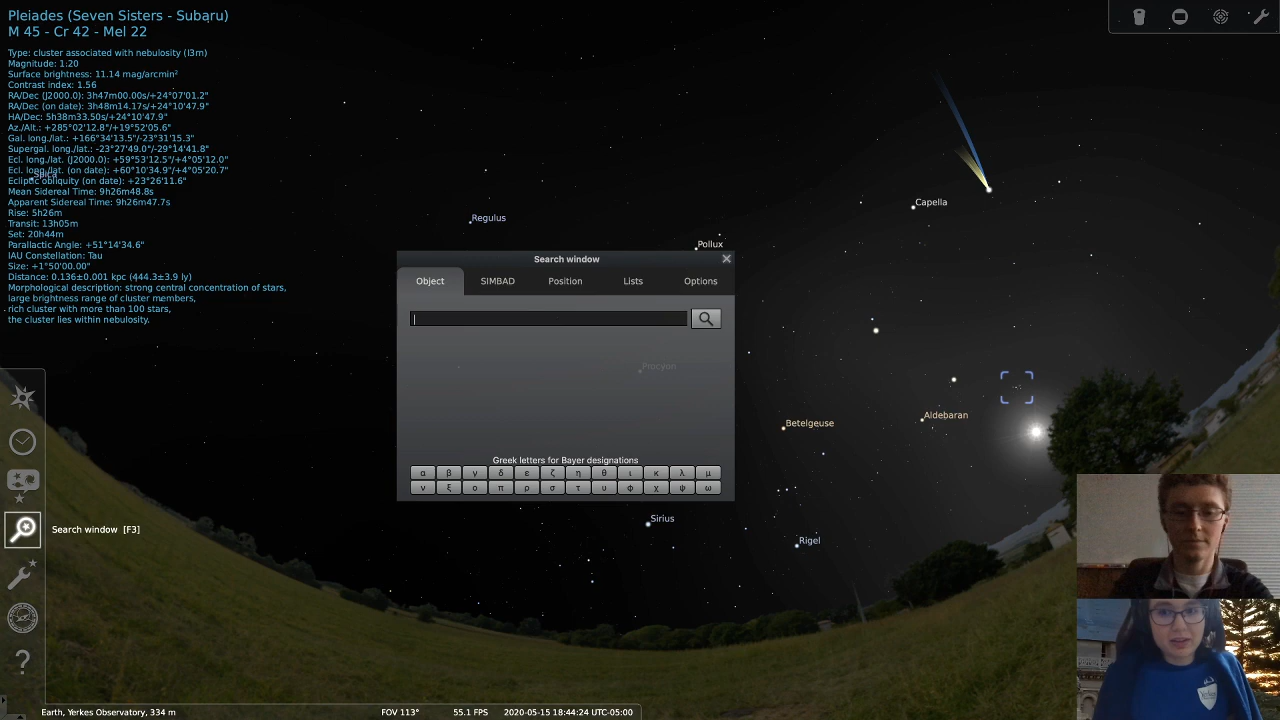 Pleiades (Seven Sisters - Subaru)
M 45 - Cr 42 - Mel 22
Type: cluster associated with nebulosity (I3m)
Magnitude: 1.20
Surface brightness: 11.14 mag/arcmin²
Contrast index: 1.56
RA/Dec (J2000.0): 3h47m00.00s/+24°07'01.2"
RA/Dec (on date): 3h48m14.17s/+24°10'47.9"
HA/Dec: 5h38m33.50s/+24°10'47.9"
Az./Alt.: +285°02'12.8"/+19°52'05.6"
Gal. long./lat.: +166°34'13.5"/-23°31'15.3"
Supergal. long./lat.: -23°27'49.0"/-29°14'41.8"
Ecl. long./lat. (J2000.0): +59°53'12.5"/+4°05'12.0"
Ecl. long./lat. (on date): +60°10'34.9"/+4°05'20.7"
Spica
Ecliptic obliquity (on date): +23°26'11.6"
Mean Sidereal Time: 9h26m48.8s
Apparent Sidereal Time: 9h26m47.7s
Rise: 5h26m
Transit: 13h05m
Set: 20h44m
Parallactic Angle: +51°14'34.6"
IAU Constellation: Tau
Size: +1°50'00.00"
Distance: 0.136±0.001 kpc (444.3±3.9 ly)
Morphological description: strong central concentration of stars,
large brightness range of cluster members,
rich cluster with more than 100 stars,
the cluster lies within nebulosity.
Capella
Regulus
Pollux
Search window
Object SIMBAD Position Lists Options
Procyon
Aldebaran
Betelgeuse
Greek letters for Bayer designations
α β γ δ ε ζ η θ ι κ λ μ
ν ξ ο π ρ σ τ υ φ χ ψ ω
Sirius
Search window [F3]
Rigel
?
Earth, Yerkes Observatory, 334 m FOV 113° 55.1 FPS 2020-05-15 18:44:24 UTC-05:00